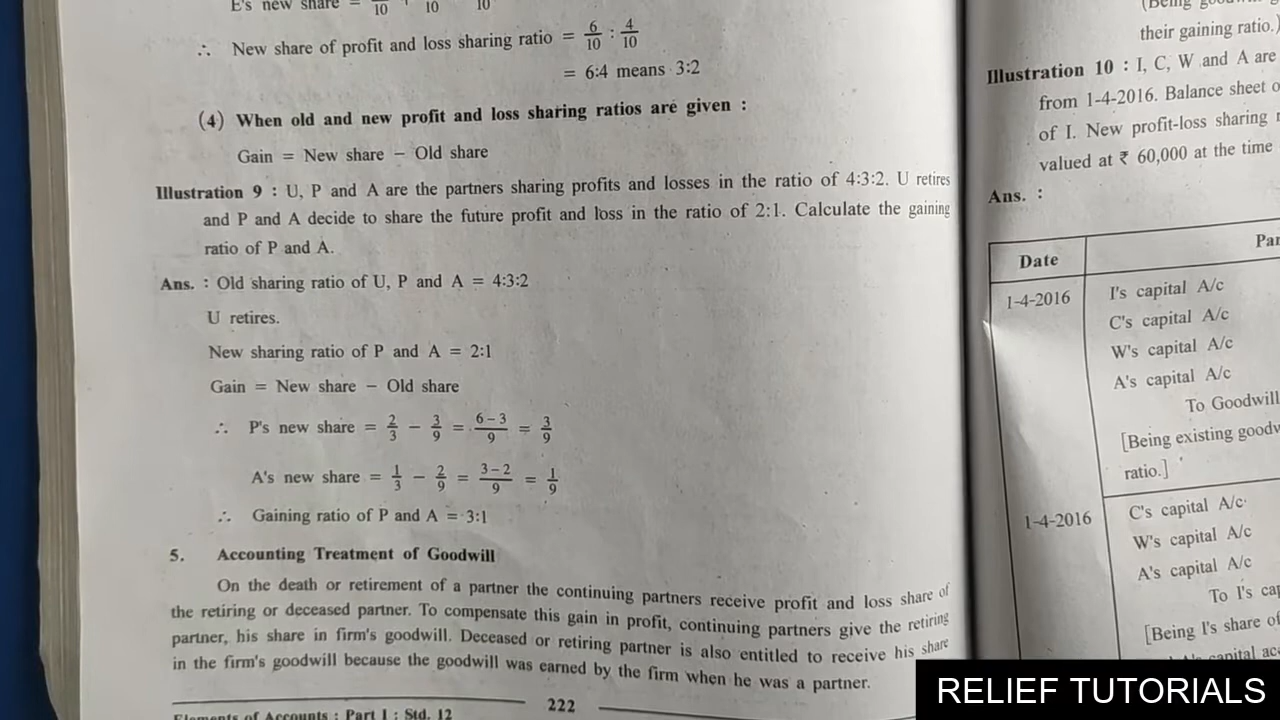 E's new share = /10 + /10 /10
∴ New share of profit and loss sharing ratio = 6/10 : 4/10
= 6:4 means 3:2
(4) When old and new profit and loss sharing ratios are given :
Gain = New share − Old share
Illustration 9 : U, P and A are the partners sharing profits and losses in the ratio of 4:3:2. U retires
and P and A decide to share the future profit and loss in the ratio of 2:1. Calculate the gaining
ratio of P and A.
Ans. : Old sharing ratio of U, P and A = 4:3:2
U retires.
New sharing ratio of P and A = 2:1
Gain = New share − Old share
∴ P's new share = 2/3 − 3/9 = 6−3/9 = 3/9
A's new share = 1/3 − 2/9 = 3−2/9 = 1/9
∴ Gaining ratio of P and A = 3:1
5. Accounting Treatment of Goodwill
On the death or retirement of a partner the continuing partners receive profit and loss share of
the retiring or deceased partner. To compensate this gain in profit, continuing partners give the retiring
partner, his share in firm's goodwill. Deceased or retiring partner is also entitled to receive his share
in the firm's goodwill because the goodwill was earned by the firm when he was a partner.
222
Elements of Accounts : Part I : Std. 12
(Being
their gaining ratio.)
Illustration 10 : I, C, W and A are
from 1-4-2016. Balance sheet
of I. New profit-loss sharing
valued at ₹ 60,000 at the time
Ans. :
Date
1-4-2016 I's capital A/c
C's capital A/c
W's capital A/c
A's capital A/c
To Goodwill
[Being existing
ratio.]
1-4-2016 C's capital A/c
W's capital A/c
A's capital A/c
To I's
[Being I's share of
capital
RELIEF TUTORIALS